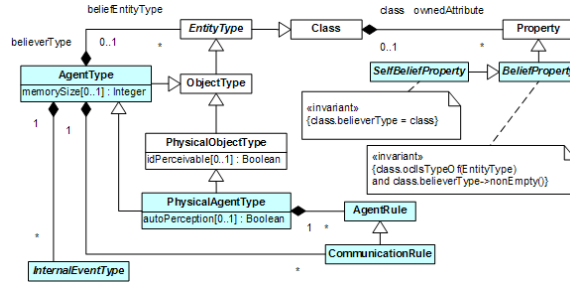 beliefEntityType
class ownedAttribute
EntityType
Class
Property
believerType
0..1
*
0..1
*
AgentType
memorySize[0..1] : Integer
ObjectType
SelfBeliefProperty
BeliefProperty
1
1
«invariant»
{class.believerType = class}
PhysicalObjectType
idPerceivable[0..1] : Boolean
«invariant»
{class.oclIsTypeOf(EntityType)
and class.believerType->nonEmpty()}
PhysicalAgentType
autoPerception[0..1] : Boolean
AgentRule
1
*
*
CommunicationRule
*
InternalEventType